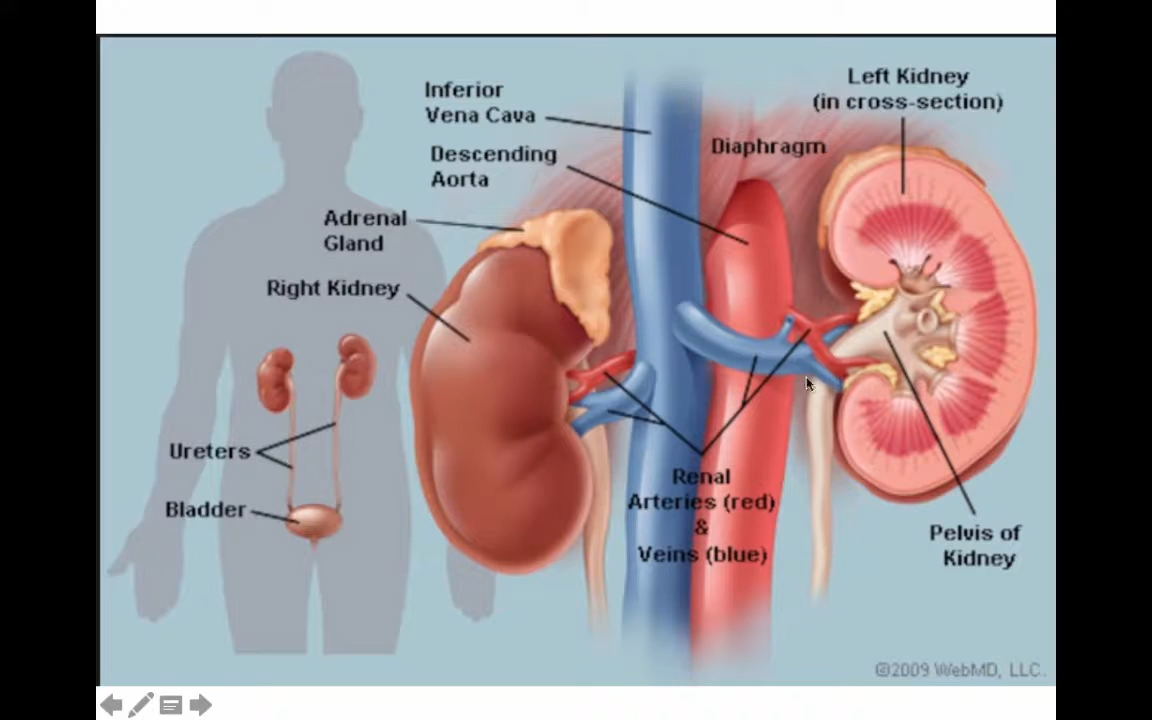 Left Kidney
(in cross-section)
Inferior
Vena Cava
Diaphragm
Descending
Aorta
Adrenal
Gland
Right Kidney
Ureters
Bladder
Renal
Arteries (red)
&
Veins (blue)
Pelvis of
Kidney
©2009 WebMD, LLC.